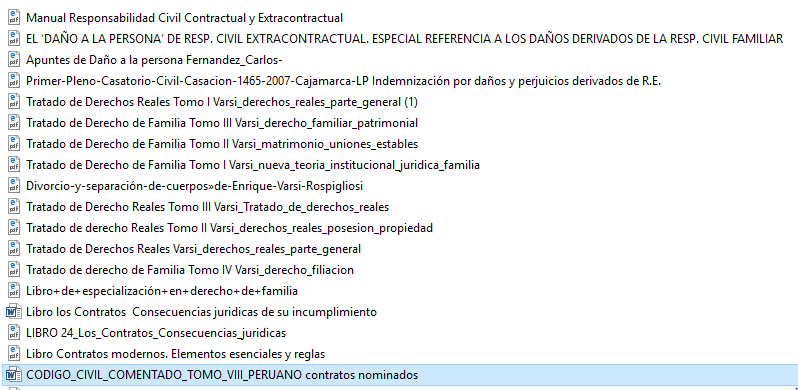 Manual Responsabilidad Civil Contractual y Extracontractual
EL 'DAÑO A LA PERSONA' DE RESP. CIVIL EXTRACONTRACTUAL. ESPECIAL REFERENCIA A LOS DAÑOS DERIVADOS DE LA RESP. CIVIL FAMILIAR
Apuntes de Daño a la persona Fernandez_Carlos-
Primer-Pleno-Casatorio-Civil-Casacion-1465-2007-Cajamarca-LP Indemnización por daños y perjuicios derivados de R.E.
Tratado de Derechos Reales Tomo I Varsi_derechos_reales_parte_general (1)
Tratado de Derecho de Familia Tomo III Varsi_derecho_familiar_patrimonial
Tratado de Derecho de Familia Tomo II Varsi_matrimonio_uniones_estables
Tratado de Derecho de Familia Tomo I Varsi_nueva_teoria_institucional_juridica_familia
Divorcio-y-separación-de-cuerpos»de-Enrique-Varsi-Rospigliosi
Tratado de Derecho Reales Tomo III Varsi_Tratado_de_derechos_reales
Tratado de derecho Reales Tomo II Varsi_derechos_reales_posesion_propiedad
Tratado de Derechos Reales Varsi_derechos_reales_parte_general
Tratado de derecho de Familia Tomo IV Varsi_derecho_filiacion
Libro+de+especialización+en+derecho+de+familia
Libro los Contratos  Consecuencias juridicas de su incumplimiento
LIBRO 24_Los_Contratos_Consecuencias_juridicas
Libro Contratos modernos. Elementos esenciales y reglas
CODIGO_CIVIL_COMENTADO_TOMO_VIII_PERUANO contratos nominados